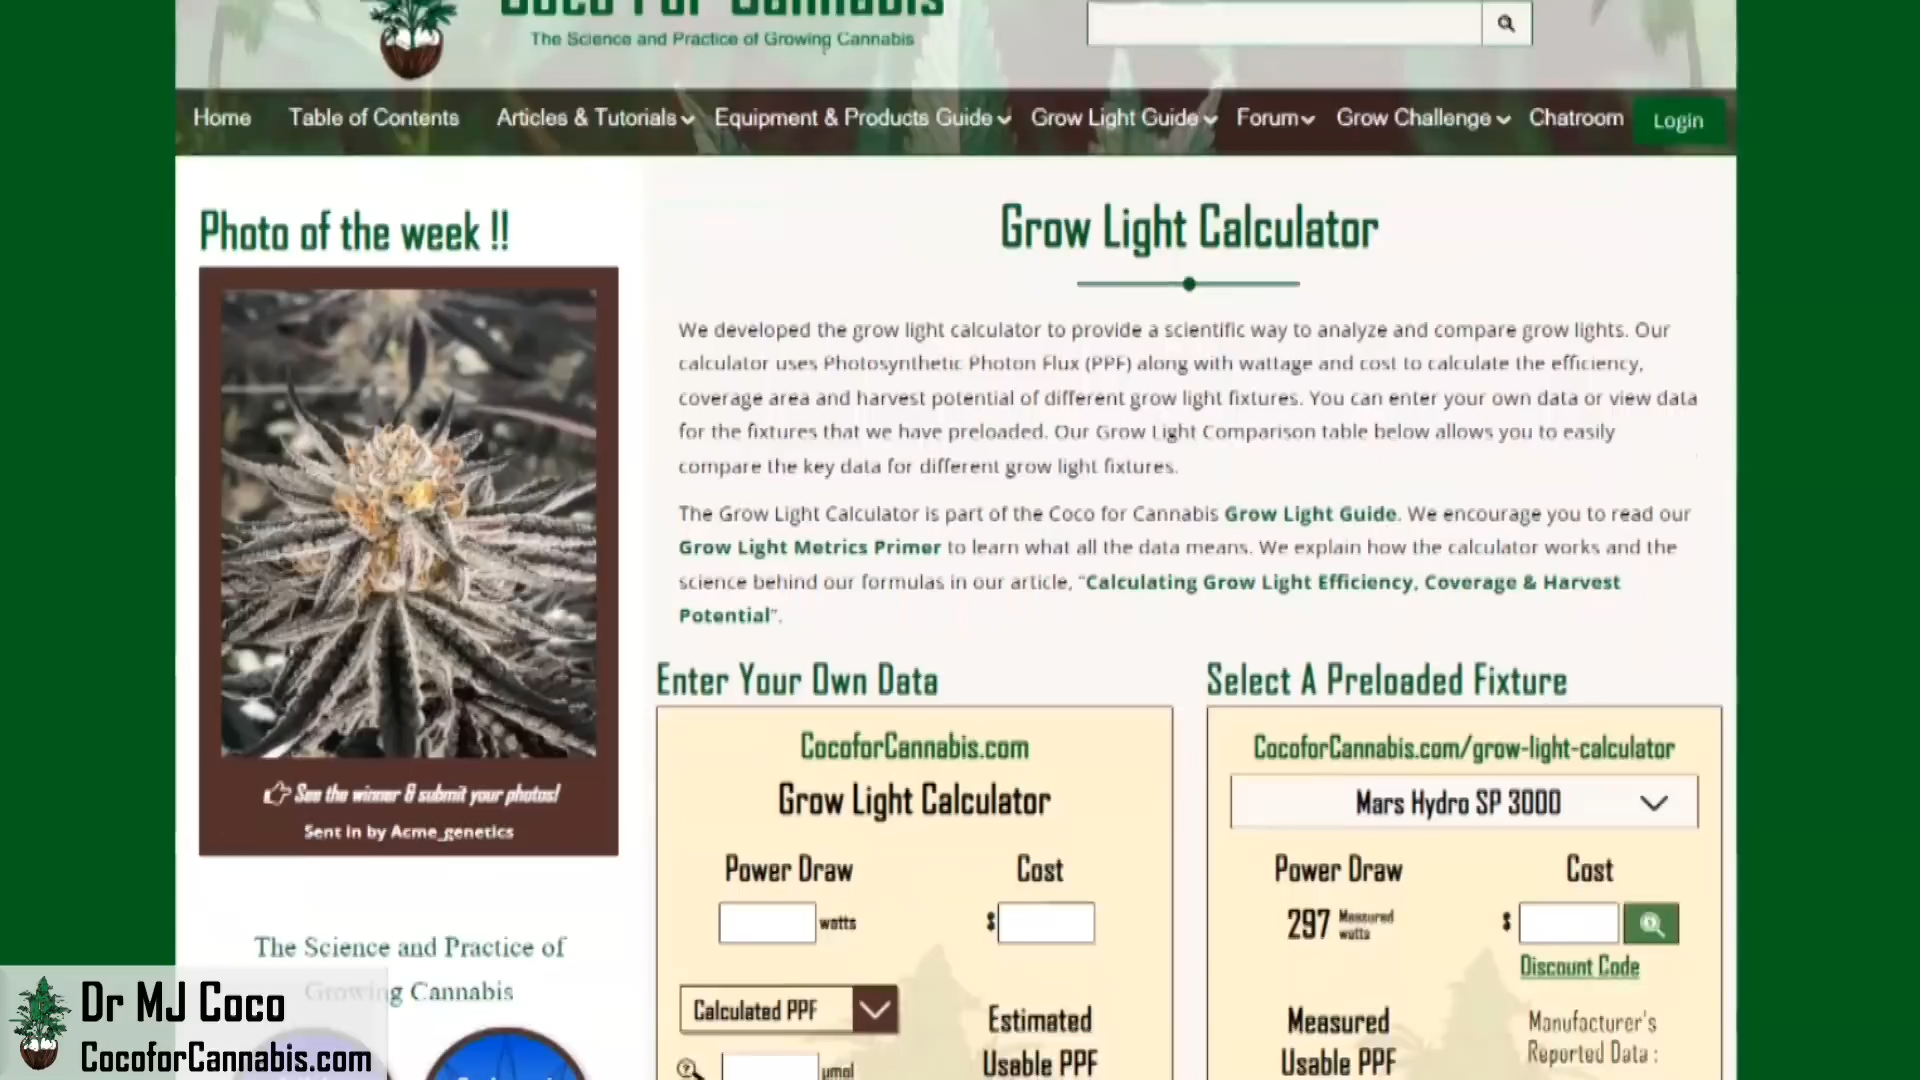 Coco For Cannabis
The Science and Practice of Growing Cannabis
Home Table of Contents Articles & Tutorials Equipment & Products Guide Grow Light Guide Forum Grow Challenge Chatroom Login
Photo of the week !!
See the winner & submit your photos!
Sent in by Acme_genetics
The Science and Practice of
Growing Cannabis
Grow Light Calculator
We developed the grow light calculator to provide a scientific way to analyze and compare grow lights. Our
calculator uses Photosynthetic Photon Flux (PPF) along with wattage and cost to calculate the efficiency,
coverage area and harvest potential of different grow light fixtures. You can enter your own data or view data
for the fixtures that we have preloaded. Our Grow Light Comparison table below allows you to easily
compare the key data for different grow light fixtures.
The Grow Light Calculator is part of the Coco for Cannabis Grow Light Guide. We encourage you to read our
Grow Light Metrics Primer to learn what all the data means. We explain how the calculator works and the
science behind our formulas in our article, "Calculating Grow Light Efficiency, Coverage & Harvest
Potential".
Enter Your Own Data
CocoforCannabis.com
Grow Light Calculator
Power Draw Cost
watts $
Calculated PPF
Estimated
Usable PPF
µmol
Select A Preloaded Fixture
CocoforCannabis.com/grow-light-calculator
Mars Hydro SP 3000
Power Draw Cost
297 Measured watts $
Discount Code
Measured
Usable PPF
Manufacturer's
Reported Data :
Dr MJ Coco
CocoforCannabis.com